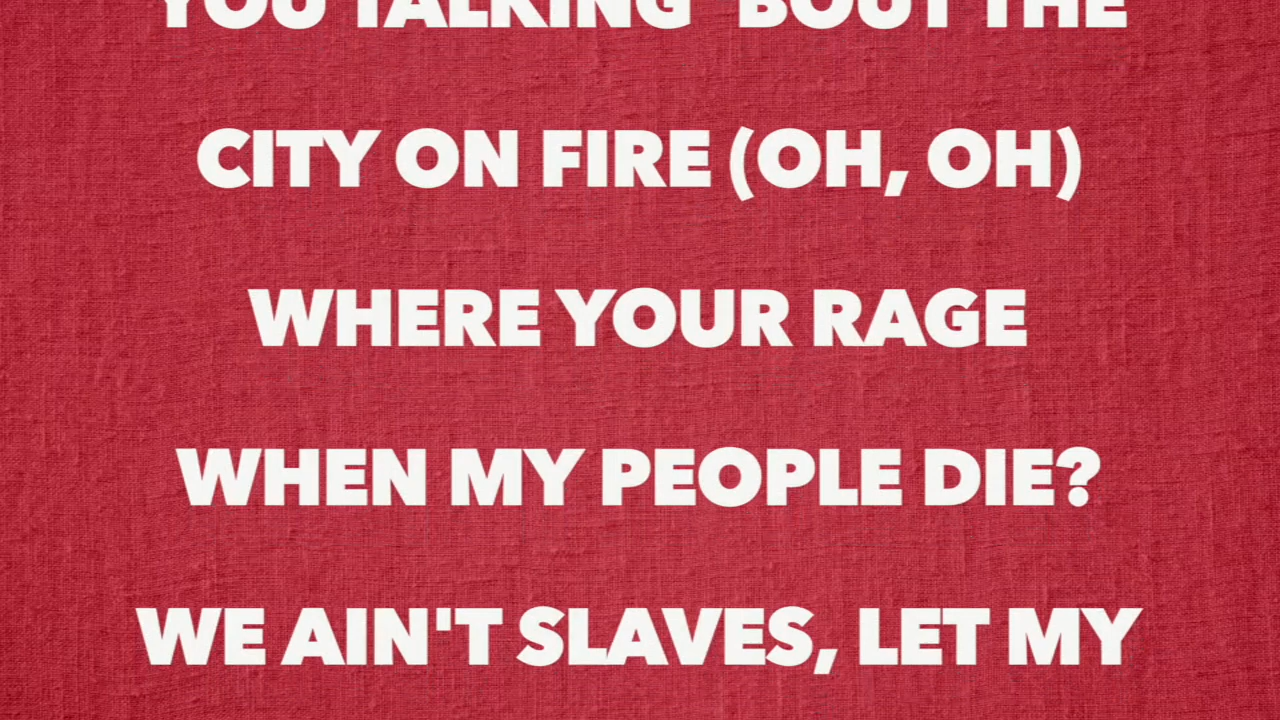 YOU TALKING 'BOUT THE
CITY ON FIRE (OH, OH)
WHERE YOUR RAGE
WHEN MY PEOPLE DIE?
WE AIN'T SLAVES, LET MY